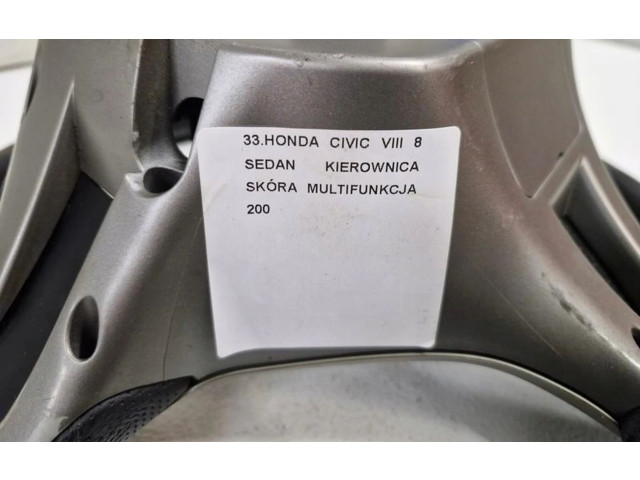 33.HONDA CIVIC VIII 8
SEDAN KIEROWNICA
SKÓRA MULTIFUNKCJA
200